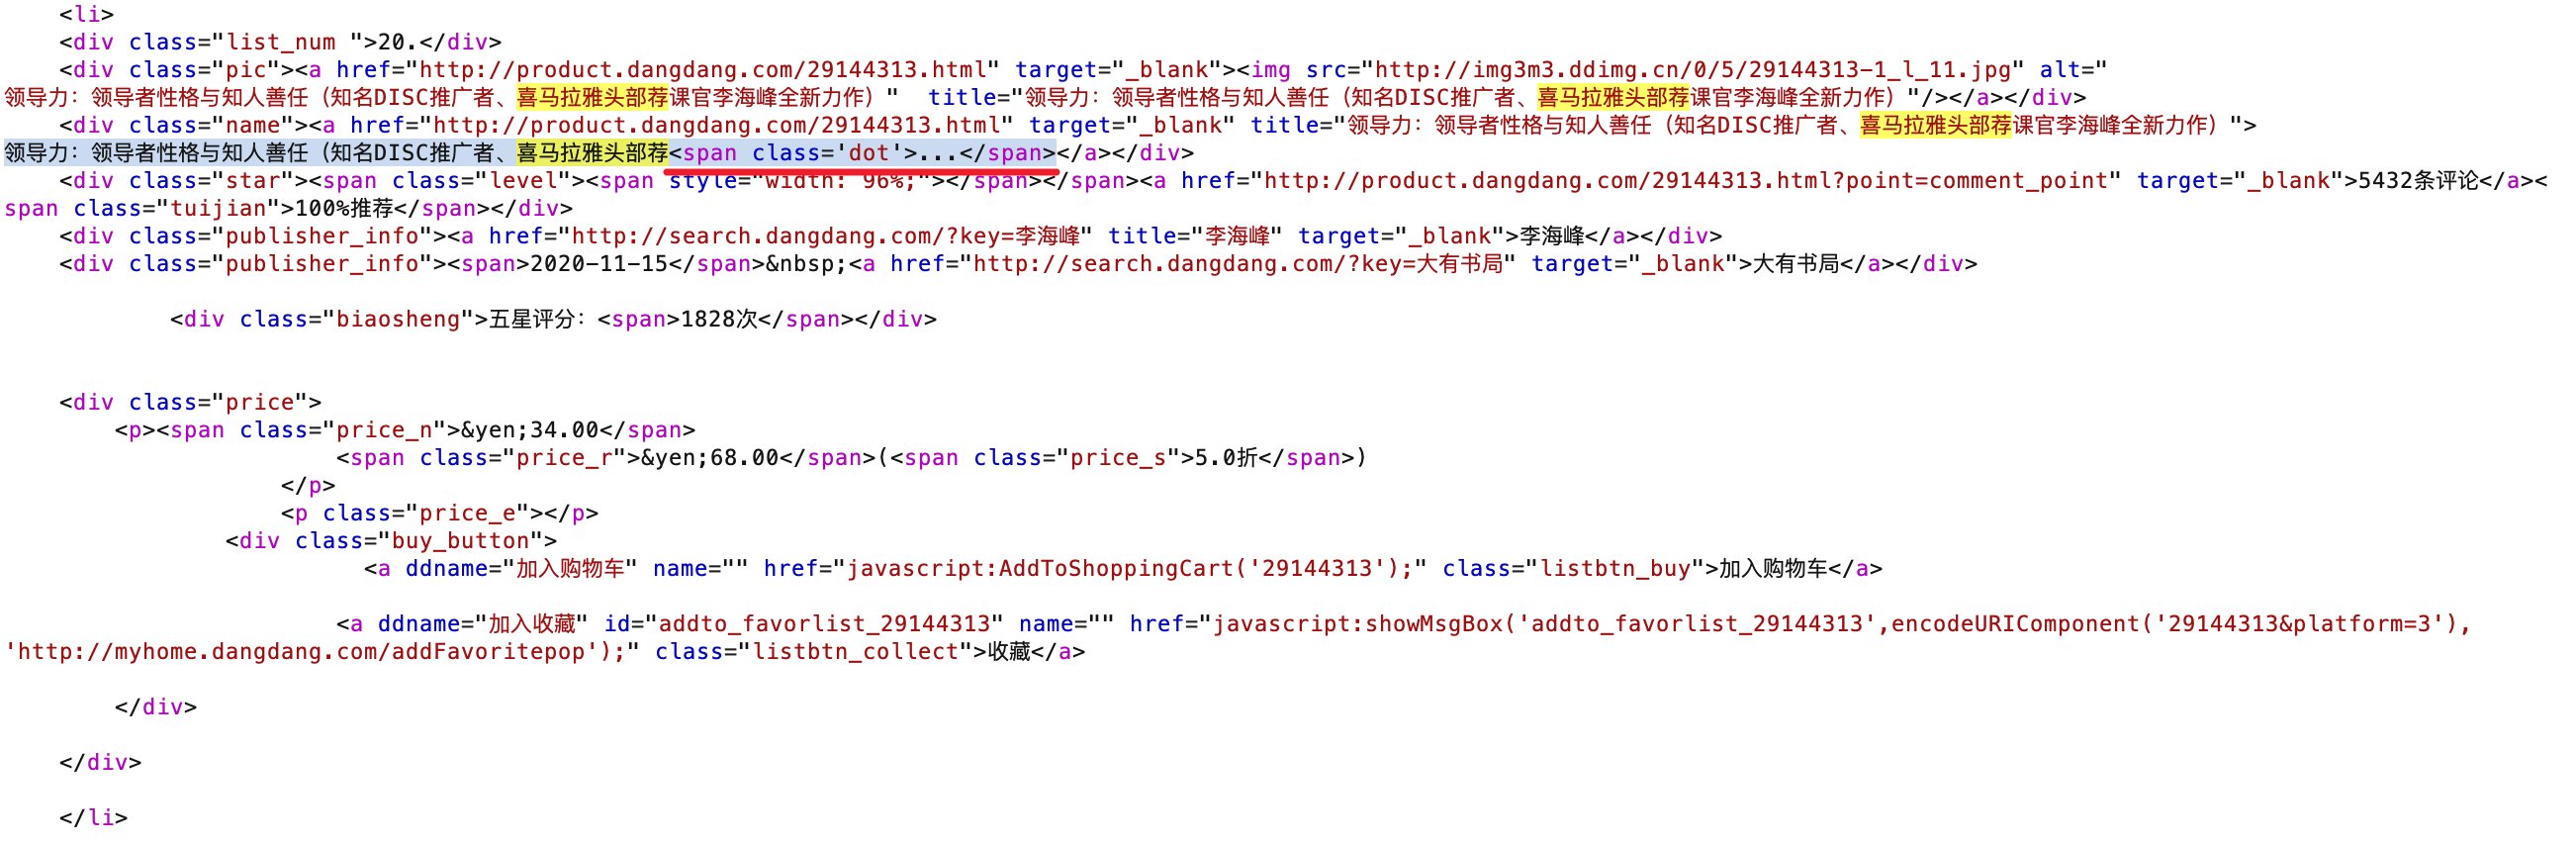 <li>
<div class="list_num ">20.</div>
<div class="pic"><a href="http://product.dangdang.com/29144313.html" target="_blank"><img src="http://img3m3.ddimg.cn/0/5/29144313-1_l_11.jpg" alt="
领导力：领导者性格与知人善任（知名DISC推广者、喜马拉雅头部荐课官李海峰全新力作）"  title="领导力：领导者性格与知人善任（知名DISC推广者、喜马拉雅头部荐课官李海峰全新力作）"/></a></div>
<div class="name"><a href="http://product.dangdang.com/29144313.html" target="_blank" title="领导力：领导者性格与知人善任（知名DISC推广者、喜马拉雅头部荐课官李海峰全新力作）">
领导力：领导者性格与知人善任（知名DISC推广者、喜马拉雅头部荐<span class='dot'>...</span></a></div>
<div class="star"><span class="level"><span style="width: 96%;"></span></span><a href="http://product.dangdang.com/29144313.html?point=comment_point" target="_blank">5432条评论</a><
span class="tuijian">100%推荐</span></div>
<div class="publisher_info"><a href="http://search.dangdang.com/?key=李海峰" title="李海峰" target="_blank">李海峰</a></div>
<div class="publisher_info"><span>2020-11-15</span>&nbsp;<a href="http://search.dangdang.com/?key=大有书局" target="_blank">大有书局</a></div>
<div class="biaosheng">五星评分：<span>1828次</span></div>
<div class="price">
<p><span class="price_n">&yen;34.00</span>
<span class="price_r">&yen;68.00</span>(<span class="price_s">5.0折</span>)
</p>
<p class="price_e"></p>
<div class="buy_button">
<a ddname="加入购物车" name="" href="javascript:AddToShoppingCart('29144313');" class="listbtn_buy">加入购物车</a>
<a ddname="加入收藏" id="addto_favorlist_29144313" name="" href="javascript:showMsgBox('addto_favorlist_29144313',encodeURIComponent('29144313&platform=3'),
'http://myhome.dangdang.com/addFavoritepop');" class="listbtn_collect">收藏</a>
</div>
</div>
</li>